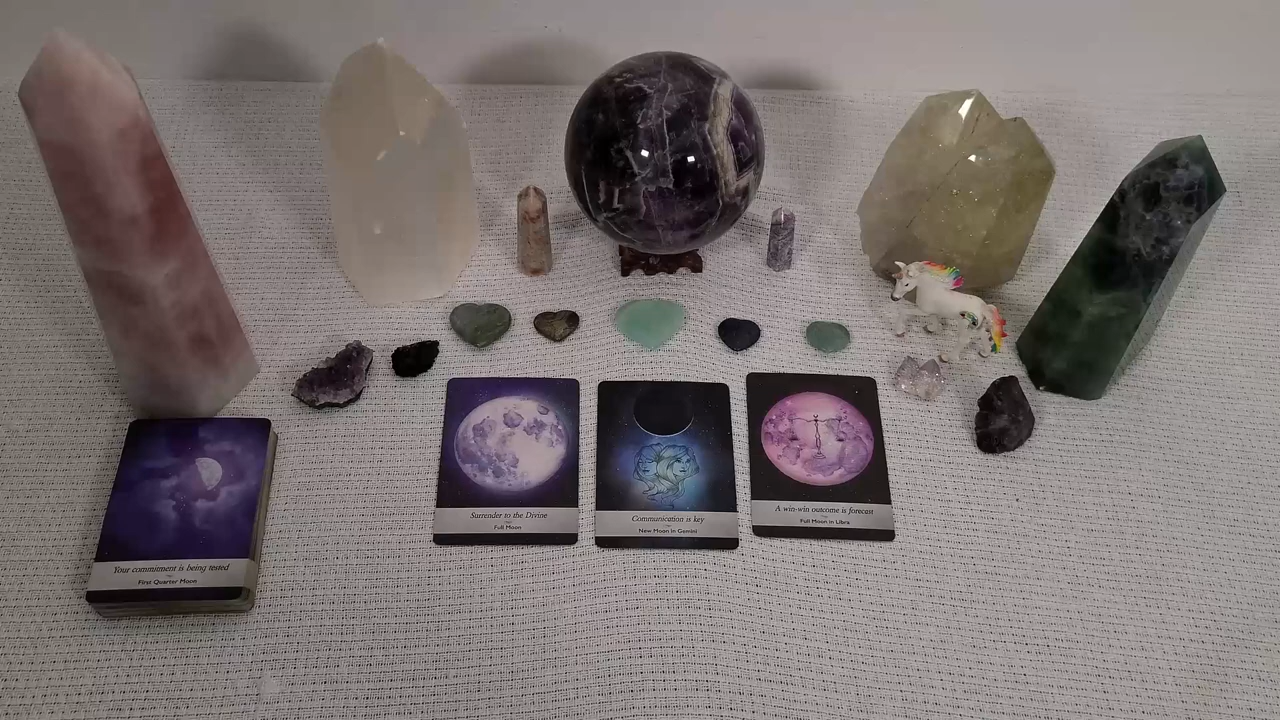 Surrender to the Divine
Full Moon
Communication is key
New Moon in Gemini
A win-win outcome is forecast
Full Moon in Libra
Your commitment is being tested
First Quarter Moon